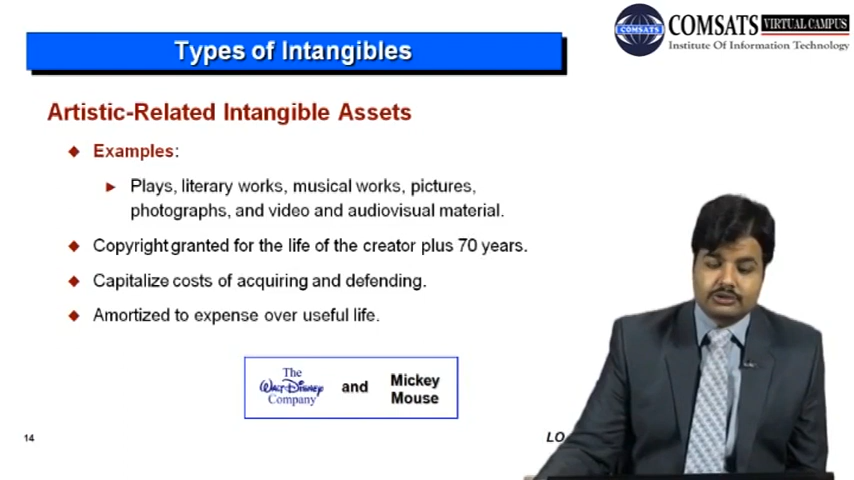 Types of Intangibles
COMSATS VIRTUAL CAMPUS
Institute Of Information Technology
COMSATS
Artistic-Related Intangible Assets
Examples:
Plays, literary works, musical works, pictures,
photographs, and video and audiovisual material.
Copyright granted for the life of the creator plus 70 years.
Capitalize costs of acquiring and defending.
Amortized to expense over useful life.
The
WALT DISNEY
Company
and
Mickey
Mouse
14
LO